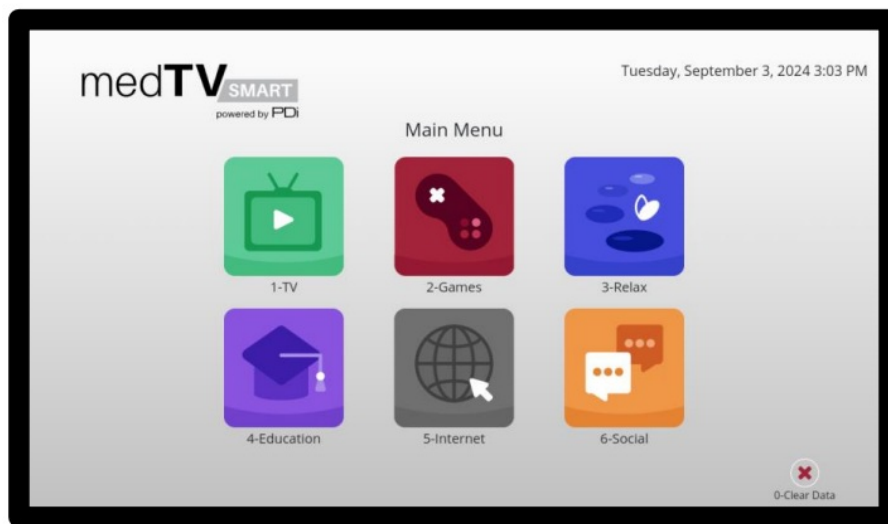 medTV SMART
powered by PDi
Tuesday, September 3, 2024 3:03 PM
Main Menu
1-TV
2-Games
3-Relax
4-Education
5-Internet
6-Social
0-Clear Data